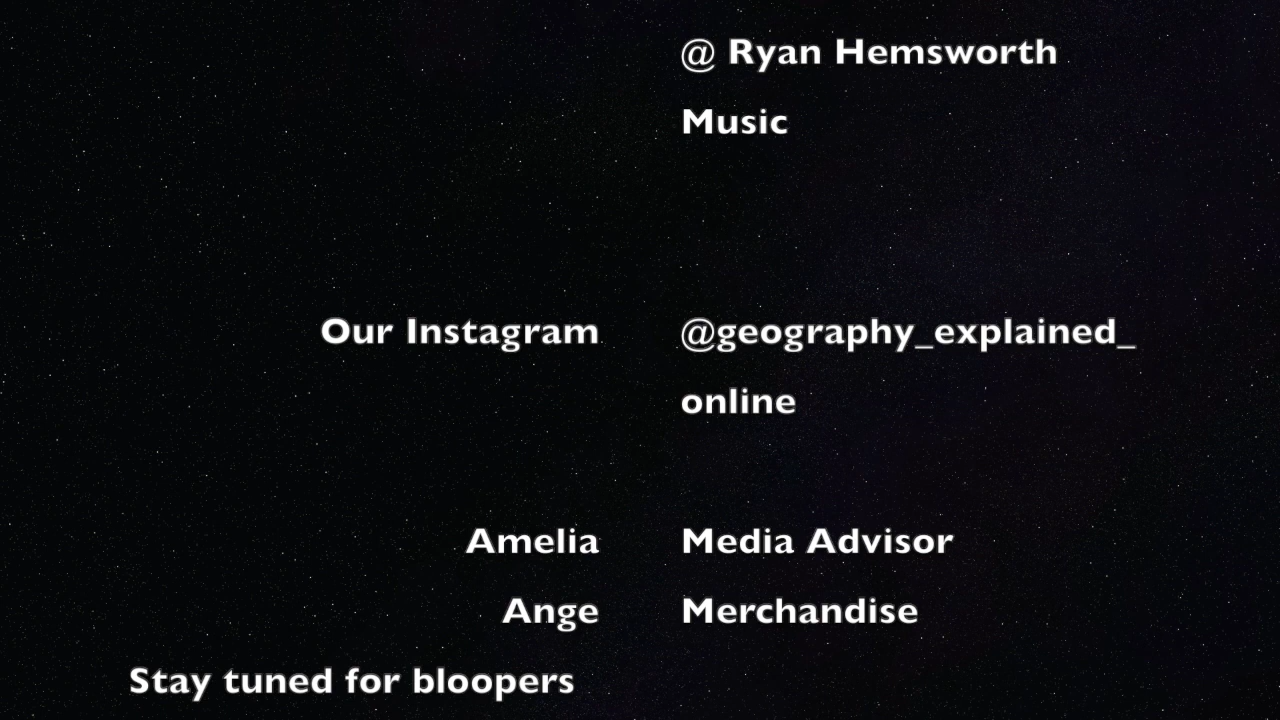 @ Ryan Hemsworth
Music
Our Instagram @geography_explained_
online
Amelia Media Advisor
Ange Merchandise
Stay tuned for bloopers